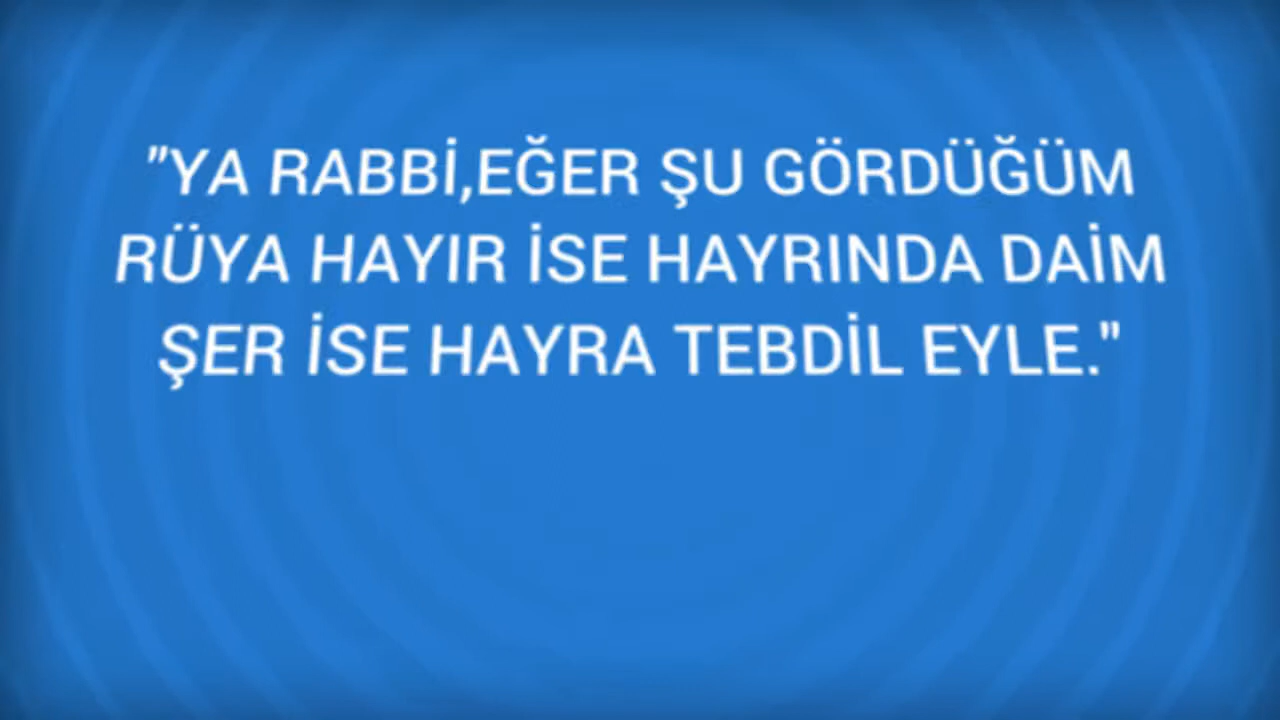 "YA RABBİ,EĞER ŞU GÖRDÜĞÜM
RÜYA HAYIR İSE HAYRINDA DAİM
ŞER İSE HAYRA TEBDİL EYLE."